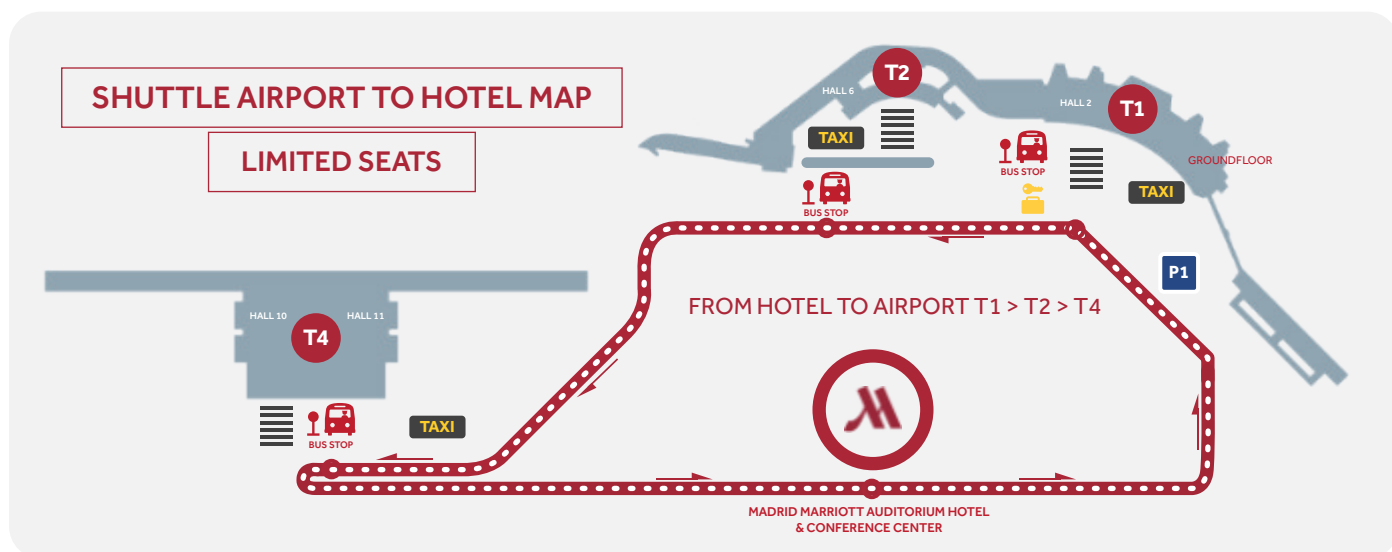 SHUTTLE AIRPORT TO HOTEL MAP
LIMITED SEATS
T2
HALL 6
TAXI
BUS STOP
HALL 2
T1
BUS STOP
GROUNDFLOOR
TAXI
P1
FROM HOTEL TO AIRPORT T1 > T2 > T4
HALL 10
HALL 11
T4
BUS STOP
TAXI
MADRID MARRIOTT AUDITORIUM HOTEL
& CONFERENCE CENTER